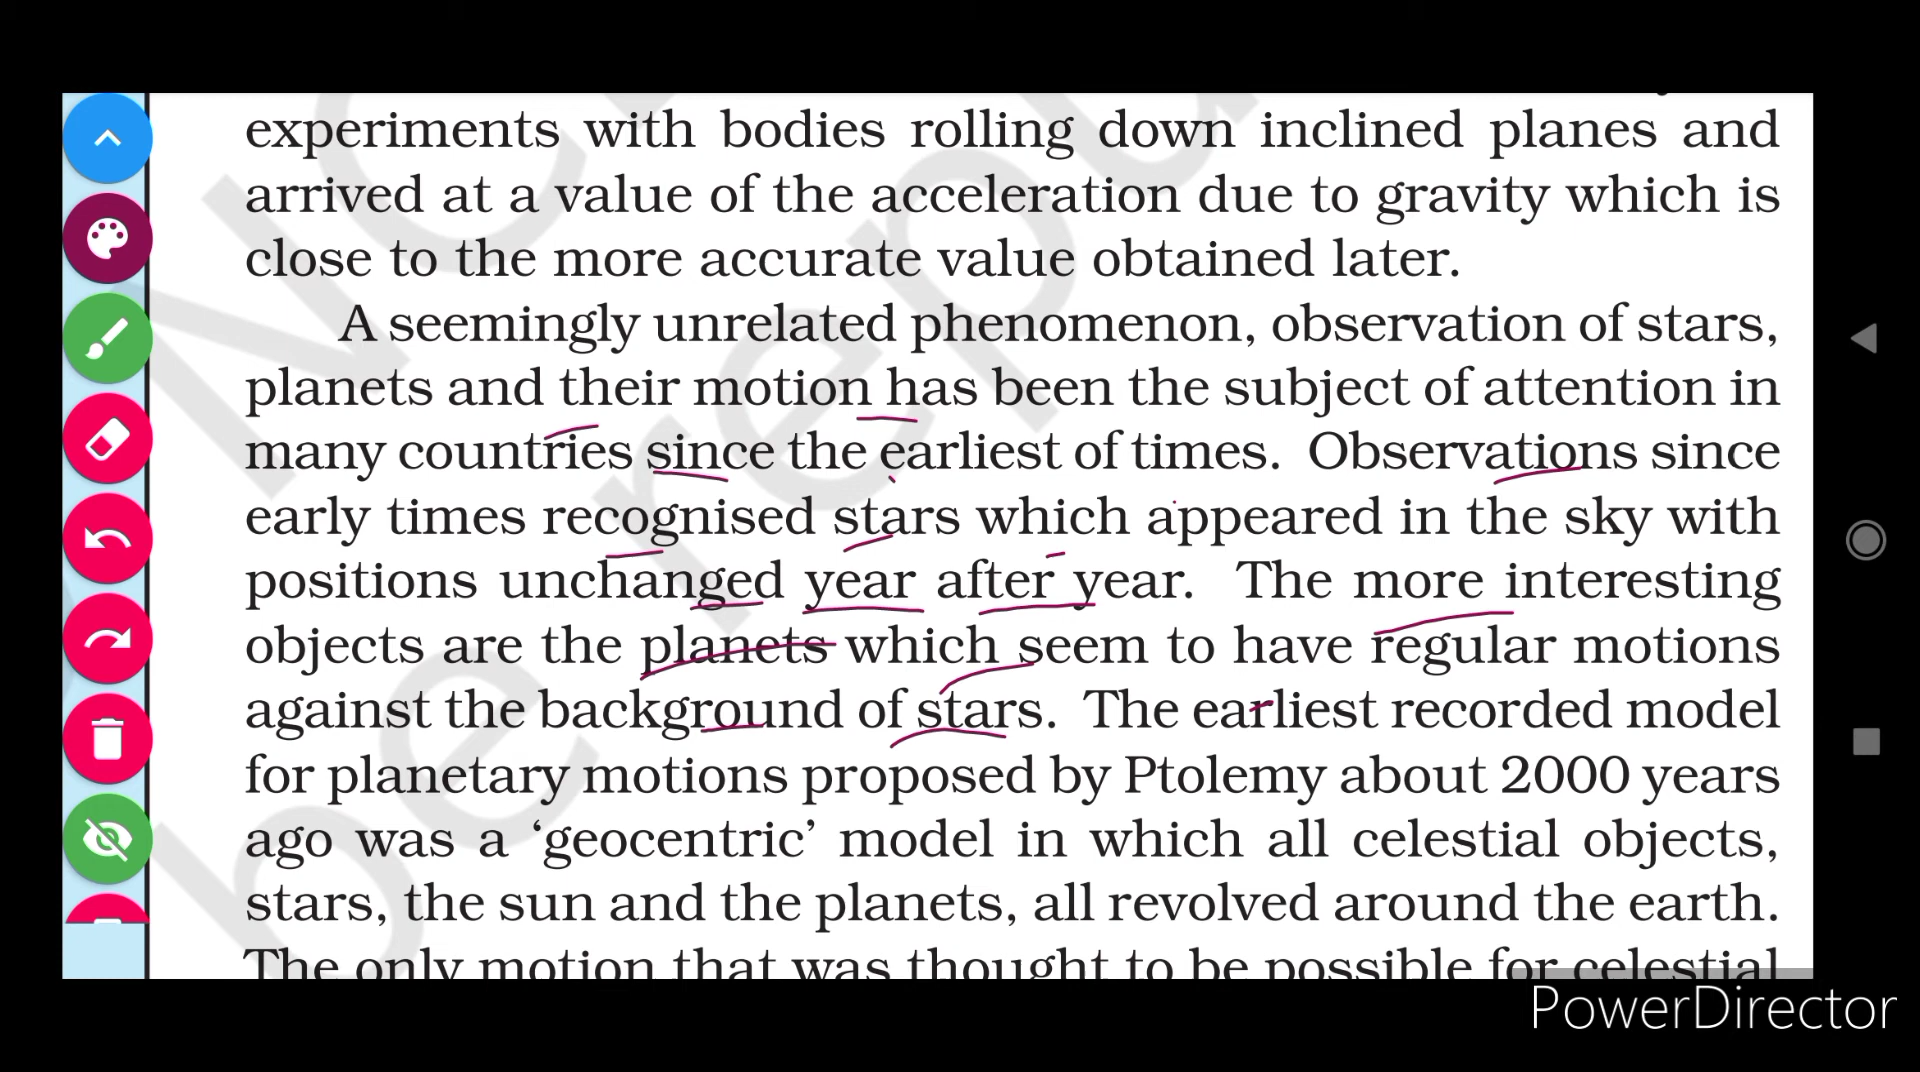 experiments with bodies rolling down inclined planes and
arrived at a value of the acceleration due to gravity which is
close to the more accurate value obtained later.
A seemingly unrelated phenomenon, observation of stars,
planets and their motion has been the subject of attention in
many countries since the earliest of times. Observations since
early times recognised stars which appeared in the sky with
positions unchanged year after year. The more interesting
objects are the planets which seem to have regular motions
against the background of stars. The earliest recorded model
for planetary motions proposed by Ptolemy about 2000 years
ago was a ‘geocentric’ model in which all celestial objects,
stars, the sun and the planets, all revolved around the earth.
The only motion that was thought to be possible for celestial
PowerDirector